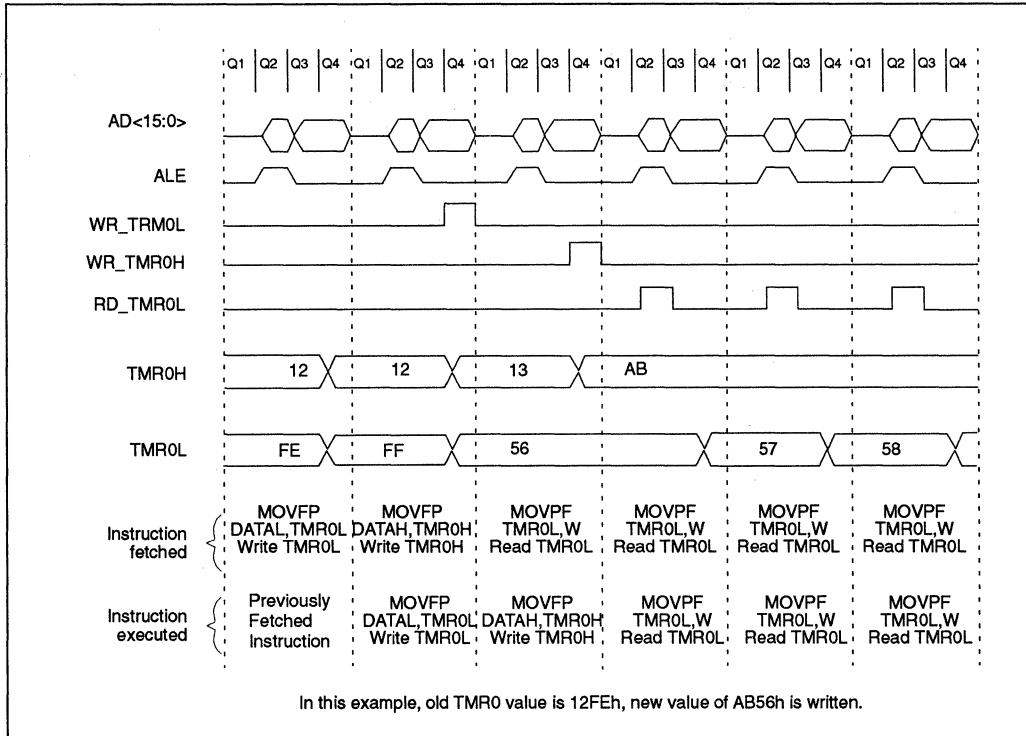 Q1 Q2 Q3 Q4 Q1 Q2 Q3 Q4 Q1 Q2 Q3 Q4 Q1 Q2 Q3 Q4 Q1 Q2 Q3 Q4 Q1 Q2 Q3 Q4
AD<15:0>
ALE
WR_TRM0L
WR_TMR0H
RD_TMR0L
TMR0H 12 12 13 AB
TMR0L FE FF 56 57 58
Instruction fetched
MOVFP MOVFP MOVPF MOVPF MOVPF MOVPF
DATAL,TMR0L DATAH,TMR0H TMR0L,W TMR0L,W TMR0L,W TMR0L,W
Write TMR0L Write TMR0H Read TMR0L Read TMR0L Read TMR0L Read TMR0L
Instruction executed
Previously MOVFP MOVFP MOVPF MOVPF MOVPF
Fetched DATAL,TMR0L DATAH,TMR0H TMR0L,W TMR0L,W TMR0L,W
Instruction Write TMR0L Write TMR0H Read TMR0L Read TMR0L Read TMR0L
In this example, old TMR0 value is 12FEh, new value of AB56h is written.